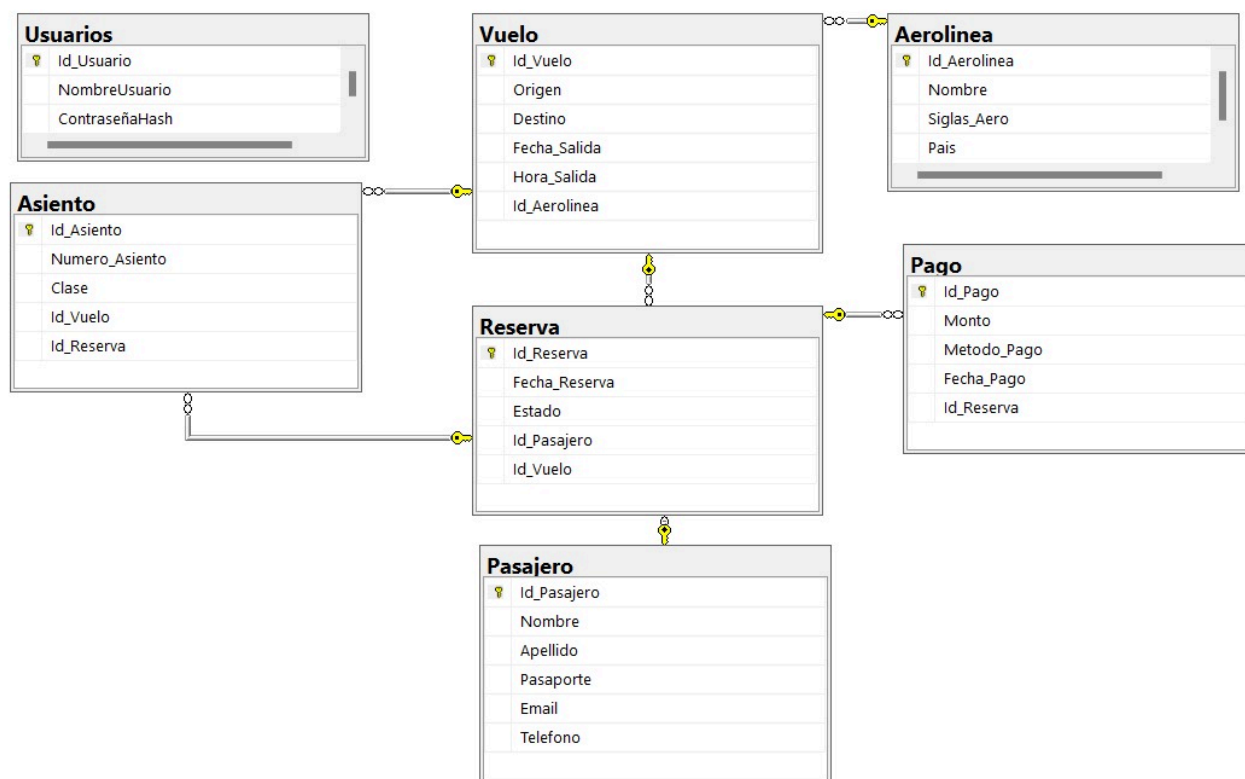 Usuarios
Id_Usuario
NombreUsuario
ContraseñaHash
Vuelo
Id_Vuelo
Origen
Destino
Fecha_Salida
Hora_Salida
Id_Aerolinea
Aerolinea
Id_Aerolinea
Nombre
Siglas_Aero
Pais
Asiento
Id_Asiento
Numero_Asiento
Clase
Id_Vuelo
Id_Reserva
Pago
Id_Pago
Monto
Metodo_Pago
Fecha_Pago
Id_Reserva
Reserva
Id_Reserva
Fecha_Reserva
Estado
Id_Pasajero
Id_Vuelo
Pasajero
Id_Pasajero
Nombre
Apellido
Pasaporte
Email
Telefono